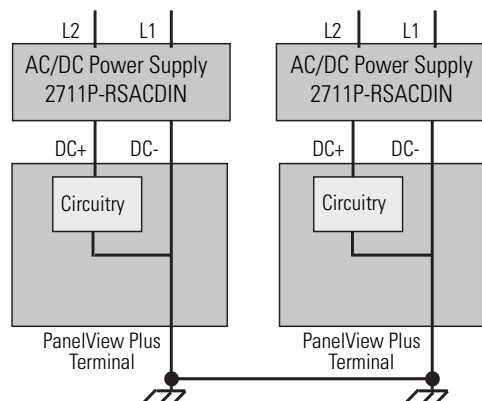 L2 L1
AC/DC Power Supply
2711P-RSACDIN
DC+ DC-
Circuitry
PanelView Plus
Terminal
L2 L1
AC/DC Power Supply
2711P-RSACDIN
DC+ DC-
Circuitry
PanelView Plus
Terminal